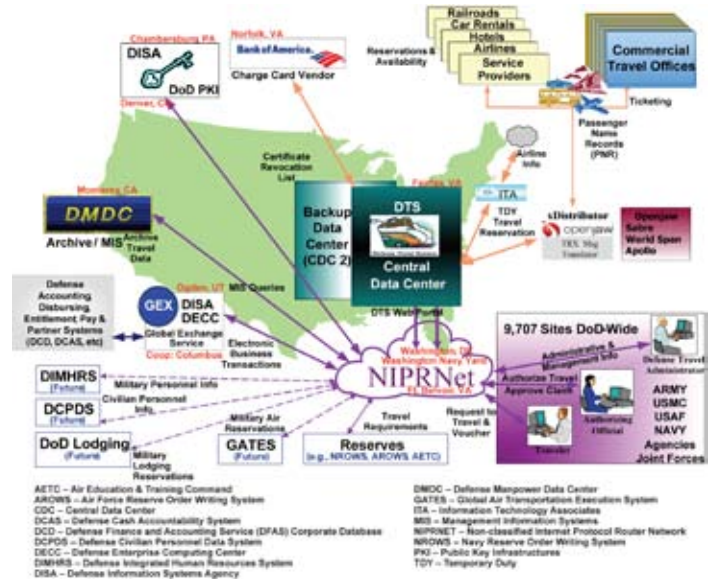 Chambersburg, PA
DISA
DoD PKI
Denver, CO
Norfolk, VA
Bank of America
Charge Card Vendor
Reservations &
Availability
Railroads
Car Rentals
Hotels
Airlines
Service
Providers
Commercial
Travel Offices
Ticketing
Passenger
Name
Records
(PNR)
Certificate
Revocation
List
Airline
Info
Monterey, CA
DMDC
Archive / MIS
Archive
Travel
Data
Fairfax, VA
Backup
Data
Center
(CDC 2)
DTS
Central
Data Center
ITA
TDY
Travel
Reservation
xDistributor
openjaw
TRX Msg
Translator
Openjaw
Sabre
World Span
Apollo
DTS Web Portal
Defense
Accounting,
Disbursing,
Entitlement, Pay &
Partner Systems
(DCD, DCAS, etc)
Ogden, UT
MIS Queries
GEX
DISA
DECC
Global Exchange
Service
Coop: Columbus
Electronic
Business
Transactions
Washington, DC
Washington Navy Yard
NIPRNet
Ft. Belvoir, VA
9,707 Sites DoD-Wide
Administrative &
Management Info
Defense Travel
Administrator
Authorize Travel
Approve Claim
Authorizing
Official
Traveler
ARMY
USMC
USAF
NAVY
Agencies
Joint Forces
Request for
Travel &
Voucher
DIMHRS
(Future)
Military Personnel Info
DCPDS
(Future)
Civilian Personnel
Info
DoD Lodging
(Future)
Military
Lodging
Reservations
Military Air
Reservations
GATES
(Future)
Travel
Requirements
Reserves
(e.g., NROWS, AROWS, AETC)
AETC – Air Education & Training Command
AROWS – Air Force Reserve Order Writing System
CDC – Central Data Center
DCAS – Defense Cash Accountability System
DCD – Defense Finance and Accounting Service (DFAS) Corporate Database
DCPDS – Defense Civilian Personnel Data System
DECC – Defense Enterprise Computing Center
DIMHRS – Defense Integrated Human Resources System
DISA – Defense Information Systems Agency
DMDC – Defense Manpower Data Center
GATES – Global Air Transportation Execution System
ITA – Information Technology Associates
MIS – Management Information Systems
NIPRNET – Non-classified Internet Protocol Router Network
NROWS – Navy Reserve Order Writing System
PKI – Public Key Infrastructures
TDY – Temporary Duty